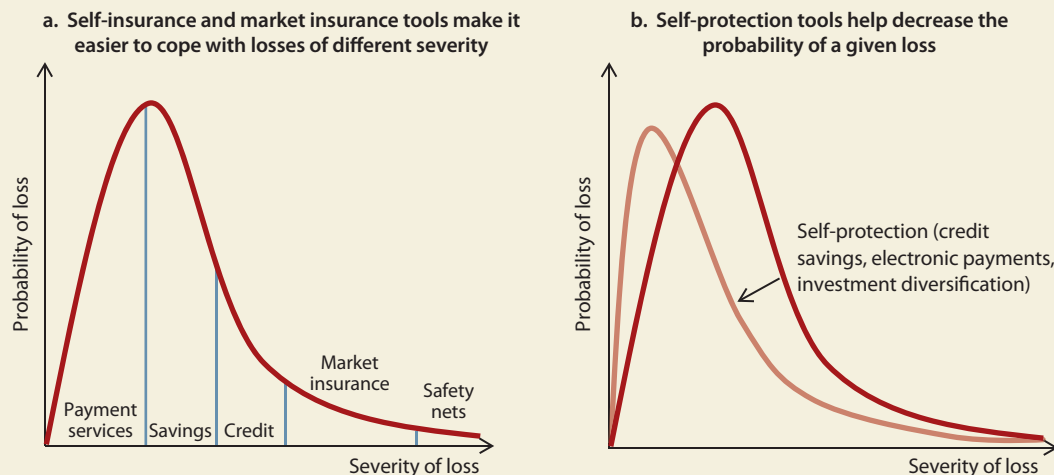 a. Self-insurance and market insurance tools make it
easier to cope with losses of different severity
Probability of loss
Payment
services
Savings
Credit
Market
insurance
Safety
nets
Severity of loss
b. Self-protection tools help decrease the
probability of a given loss
Probability of loss
Self-protection (credit
savings, electronic payments,
investment diversification)
Severity of loss